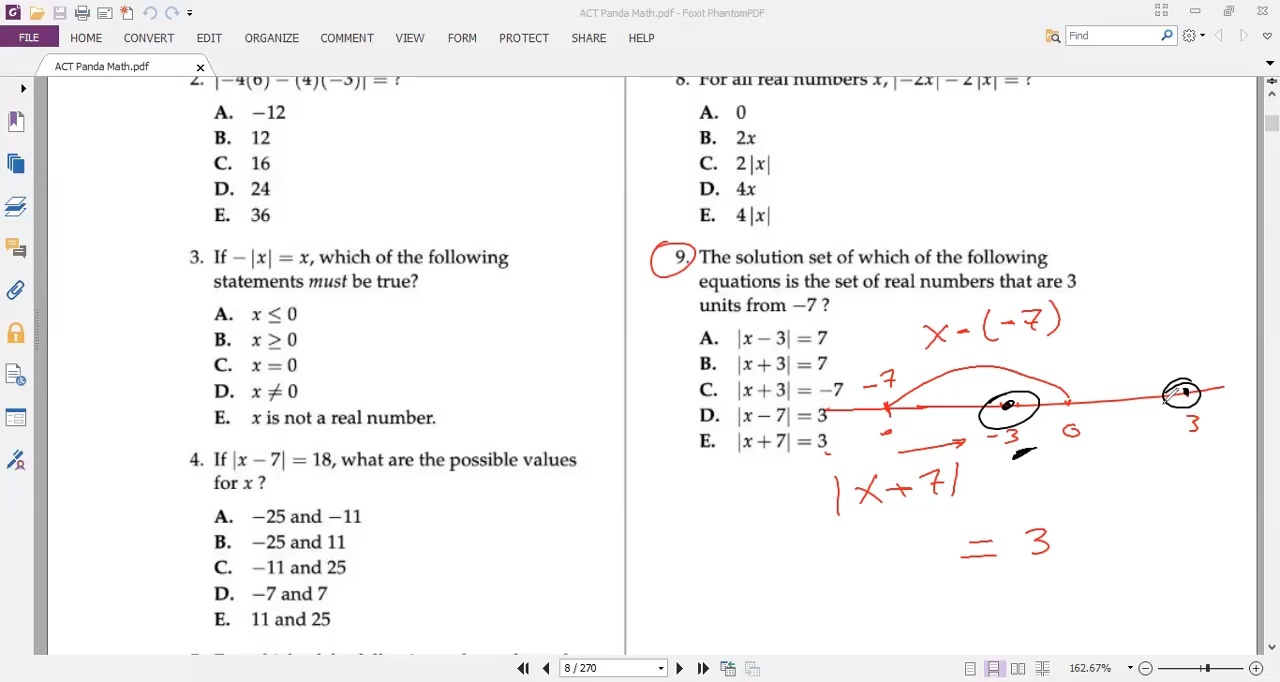 ACT Panda Math.pdf - Foxit PhantomPDF
FILE HOME CONVERT EDIT ORGANIZE COMMENT VIEW FORM PROTECT SHARE HELP
Find
ACT Panda Math.pdf
2. |−4(6) − (4)(−3)| = ?
A. −12
B. 12
C. 16
D. 24
E. 36
3. If −|x| = x, which of the following
statements must be true?
A. x ≤ 0
B. x ≥ 0
C. x = 0
D. x ≠ 0
E. x is not a real number.
4. If |x − 7| = 18, what are the possible values
for x ?
A. −25 and −11
B. −25 and 11
C. −11 and 25
D. −7 and 7
E. 11 and 25
8. For all real numbers x, |−2x| − 2|x| = ?
A. 0
B. 2x
C. 2|x|
D. 4x
E. 4|x|
9. The solution set of which of the following
equations is the set of real numbers that are 3
units from −7 ?
A. |x − 3| = 7
B. |x + 3| = 7
C. |x + 3| = −7
D. |x − 7| = 3
E. |x + 7| = 3
x - (-7)
-7
-3 0 3
|x + 7|
= 3
8 / 270
162.67%